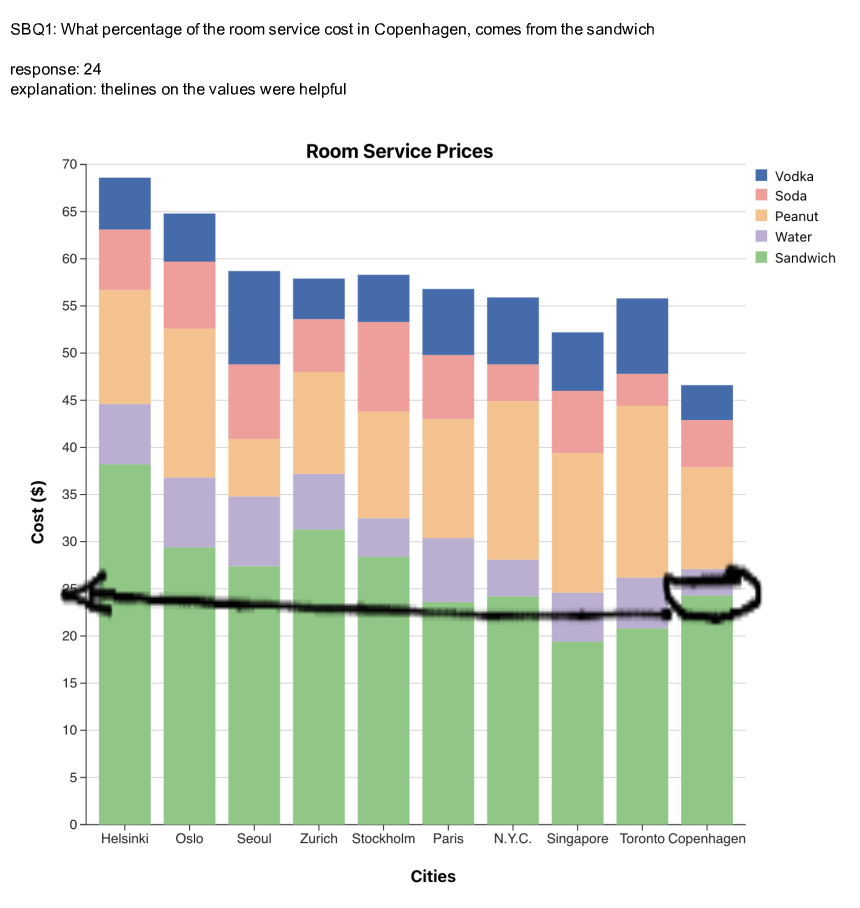 SBQ1: What percentage of the room service cost in Copenhagen, comes from the sandwich
response: 24
explanation: thelines on the values were helpful
Room Service Prices
70
65
60
55
50
45
40
35
30
25
20
15
10
5
0
Cost ($)
Vodka
Soda
Peanut
Water
Sandwich
Helsinki Oslo Seoul Zurich Stockholm Paris N.Y.C. Singapore Toronto Copenhagen
Cities